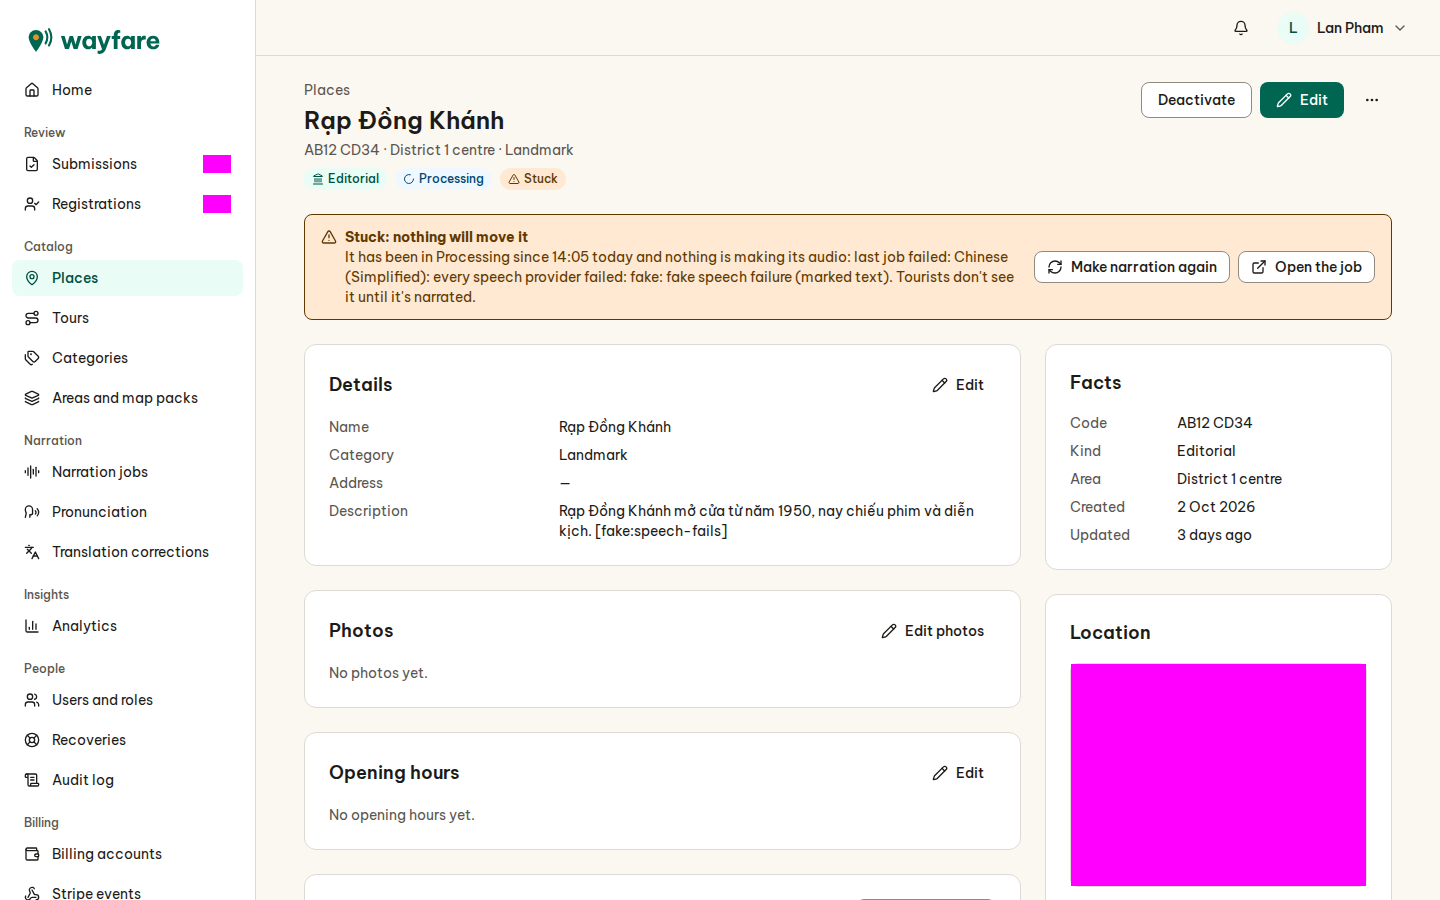 wayfare
Lan Pham
L
Home
Review
Submissions
Registrations
Catalog
Places
Tours
Categories
Areas and map packs
Narration
Narration jobs
Pronunciation
Translation corrections
Insights
Analytics
People
Users and roles
Recoveries
Audit log
Billing
Billing accounts
Stripe events
Places
Rạp Đồng Khánh
AB12 CD34 · District 1 centre · Landmark
Editorial
Processing
Stuck
Deactivate
Edit
Stuck: nothing will move it
It has been in Processing since 14:05 today and nothing is making its audio: last job failed: Chinese
(Simplified): every speech provider failed: fake: fake speech failure (marked text). Tourists don't see
it until it's narrated.
Make narration again
Open the job
Details
Edit
Name Rạp Đồng Khánh
Category Landmark
Address —
Description Rạp Đồng Khánh mở cửa từ năm 1950, nay chiếu phim và diễn
kịch. [fake:speech-fails]
Photos
Edit photos
No photos yet.
Opening hours
Edit
No opening hours yet.
Facts
Code AB12 CD34
Kind Editorial
Area District 1 centre
Created 2 Oct 2026
Updated 3 days ago
Location